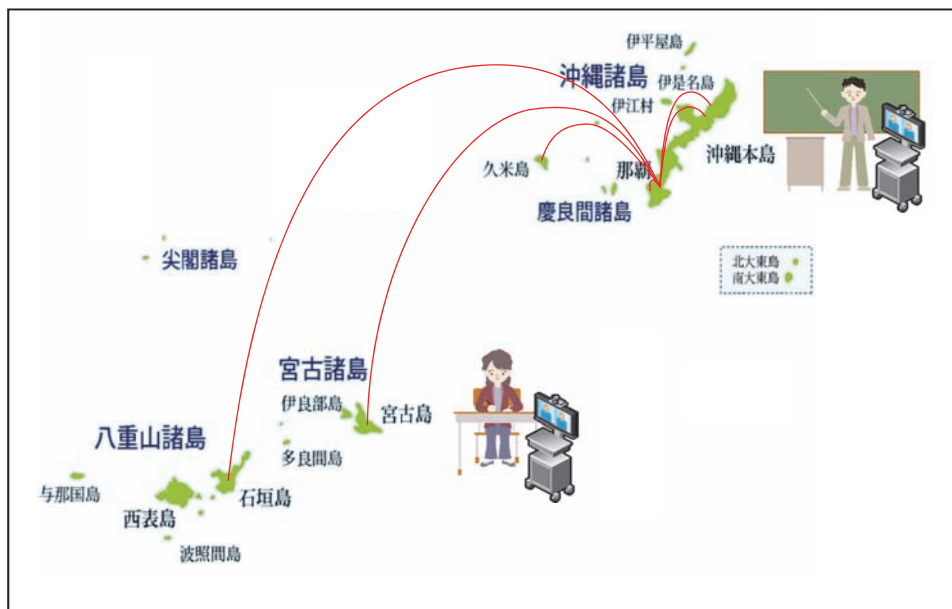 伊平屋島
沖縄諸島
伊是名島
伊江村
久米島
那覇
沖縄本島
慶良間諸島
尖閣諸島
北大東島
南大東島
宮古諸島
伊良部島
宮古島
八重山諸島
多良間島
与那国島
石垣島
西表島
波照間島